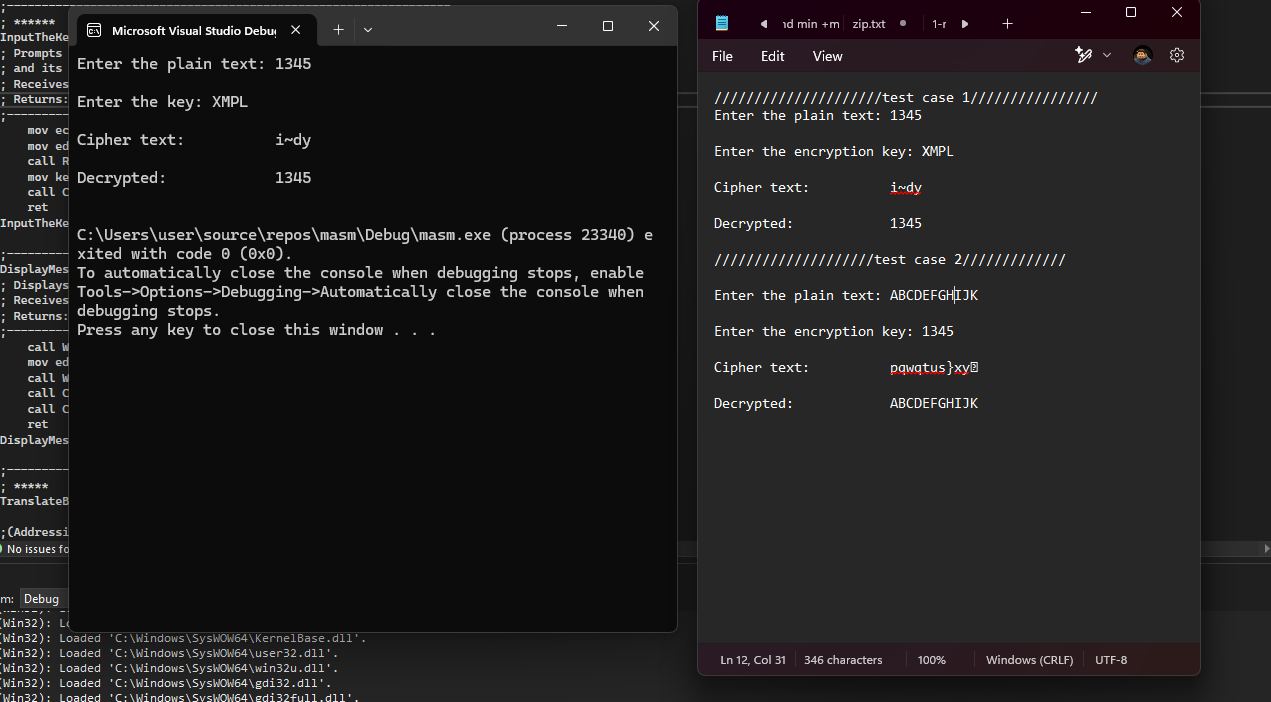 ; ******
InputTheKe
; Prompts
; and its
; Receives
; Returns:
mov ec
mov ed
call R
mov ke
call C
ret
InputTheKe
DisplayMes
; Displays
; Receives
; Returns:
call W
mov ed
call W
call C
call C
ret
DisplayMes
; *****
TranslateB
;(Addressi
No issues fo
m: Debug
(Win32): Lo
(Win32): Loaded 'C:\Windows\SysWOW64\KernelBase.dll'.
(Win32): Loaded 'C:\Windows\SysWOW64\user32.dll'.
(Win32): Loaded 'C:\Windows\SysWOW64\win32u.dll'.
(Win32): Loaded 'C:\Windows\SysWOW64\gdi32.dll'.
(Win32): Loaded 'C:\Windows\SysWOW64\gdi32full.dll'.
Microsoft Visual Studio Debug
Enter the plain text: 1345
Enter the key: XMPL
Cipher text: i~dy
Decrypted: 1345
C:\Users\user\source\repos\masm\Debug\masm.exe (process 23340) e
xited with code 0 (0x0).
To automatically close the console when debugging stops, enable
Tools->Options->Debugging->Automatically close the console when
debugging stops.
Press any key to close this window . . .
nd min +m zip.txt 1-r
File Edit View
/////////////////////test case 1////////////////
Enter the plain text: 1345
Enter the encryption key: XMPL
Cipher text: i~dy
Decrypted: 1345
////////////////////test case 2/////////////
Enter the plain text: ABCDEFGHIJK
Enter the encryption key: 1345
Cipher text: pqwqtus}xy
Decrypted: ABCDEFGHIJK
Ln 12, Col 31 346 characters 100% Windows (CRLF) UTF-8